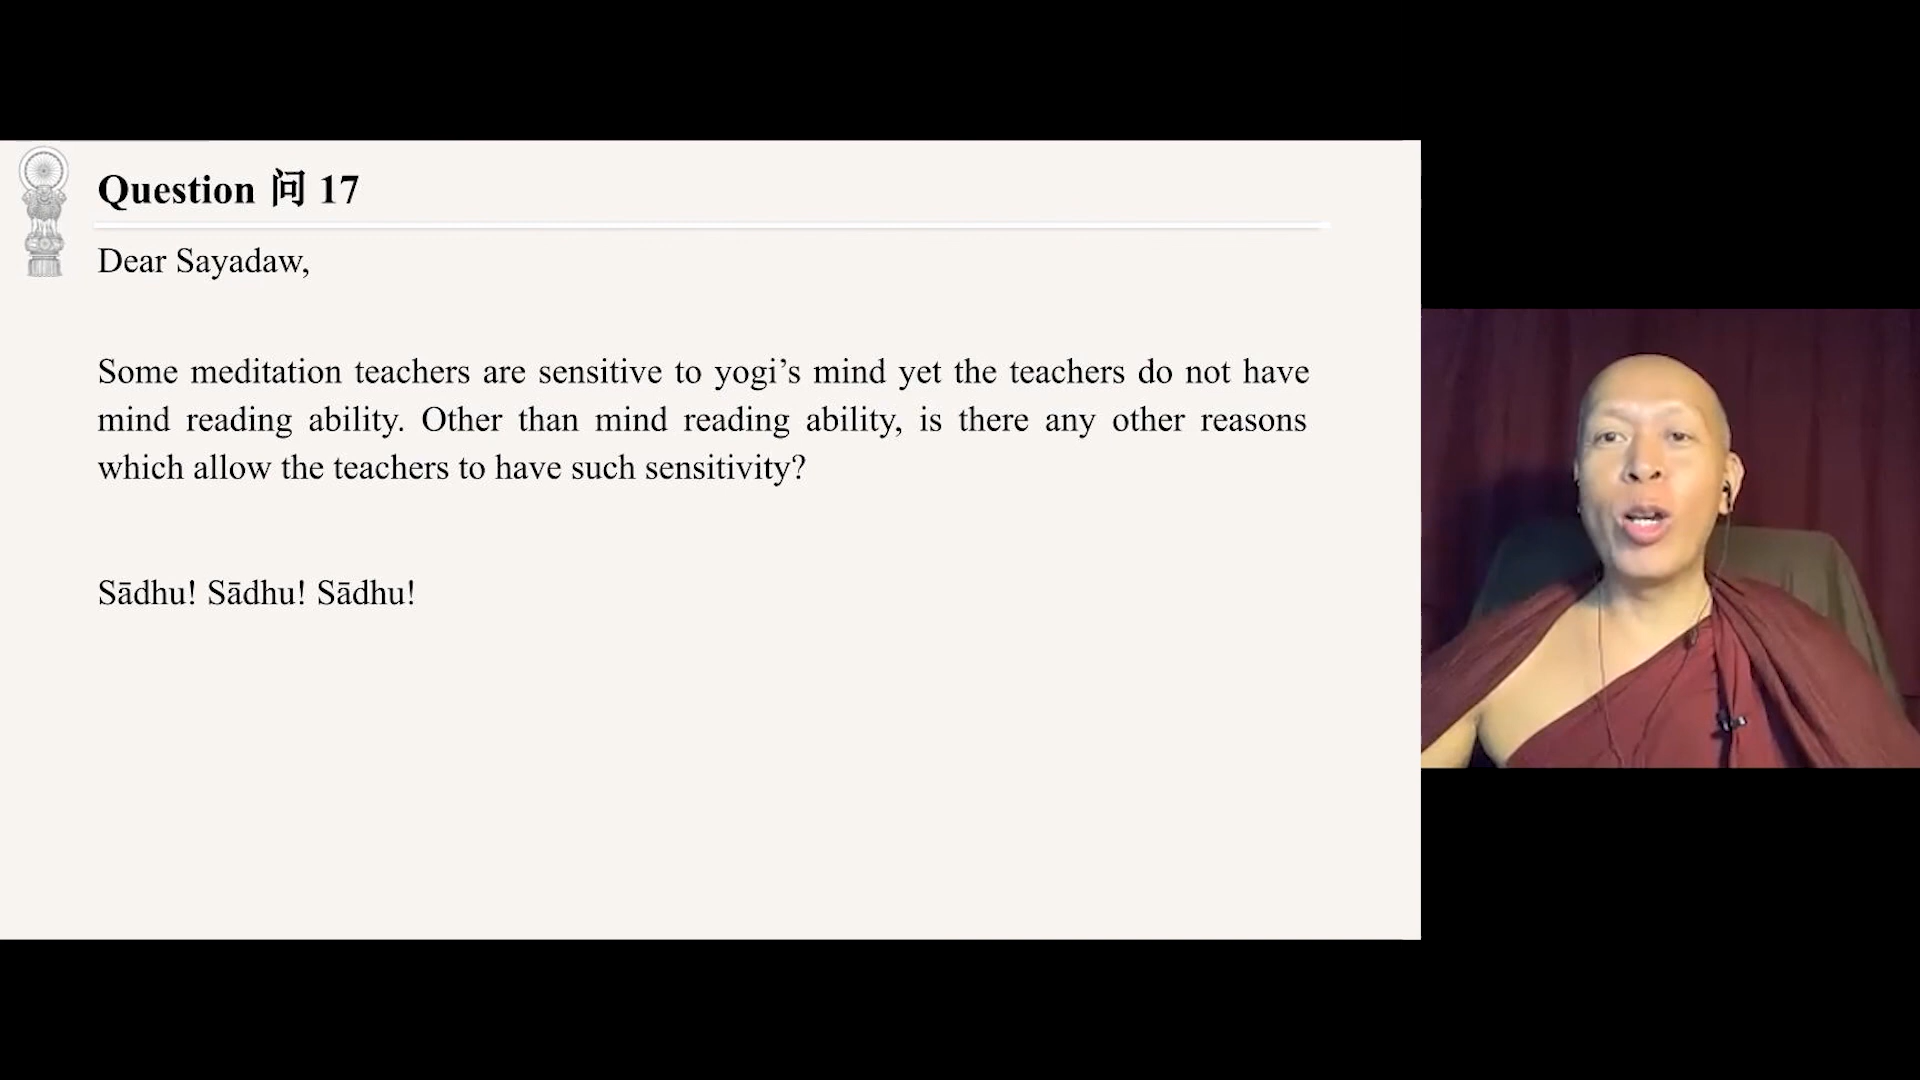 Question 问 17
Dear Sayadaw,
Some meditation teachers are sensitive to yogi’s mind yet the teachers do not have
mind reading ability. Other than mind reading ability, is there any other reasons
which allow the teachers to have such sensitivity?
Sādhu! Sādhu! Sādhu!